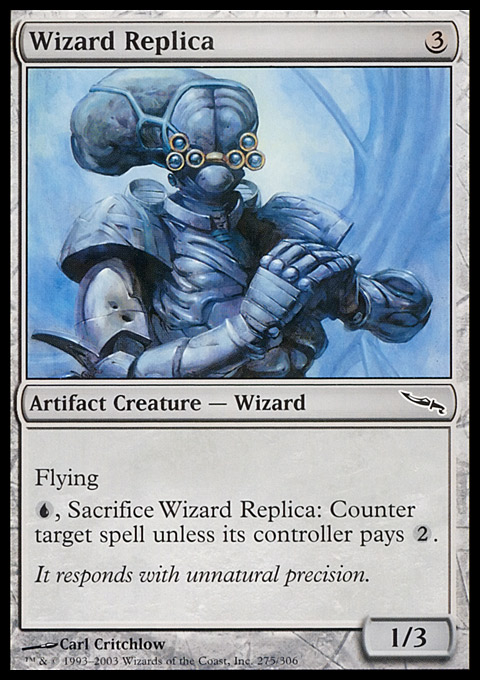 Wizard Replica 3
Artifact Creature — Wizard
Flying
, Sacrifice Wizard Replica: Counter
target spell unless its controller pays 2.
It responds with unnatural precision.
Carl Critchlow
1/3
™ & © 1993–2003 Wizards of the Coast, Inc. 275/306